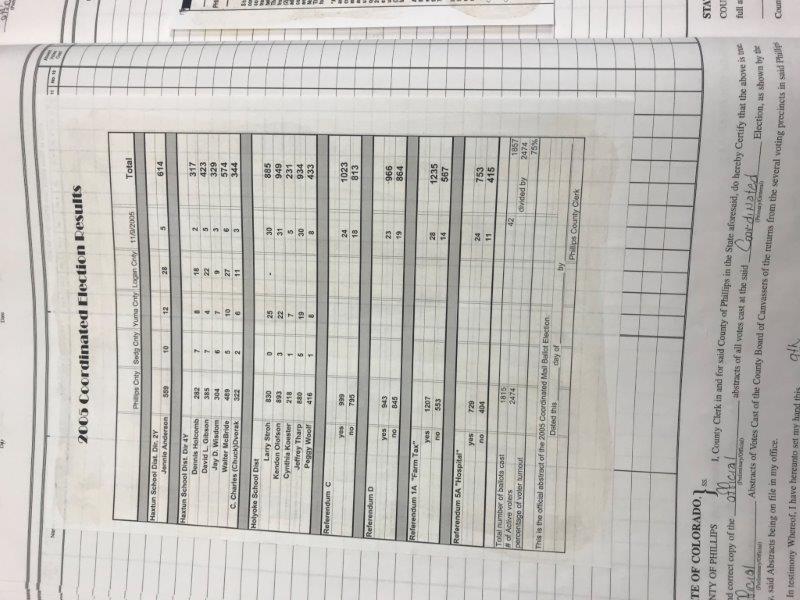 2005 Coordinated Election Results
Phillips Cnty Sedg Cnty Yuma Cnty Logan Cnty 11/9/2005 Total
Haxtun School Dist. Dir. 2Y
Jennie Anderson 559 10 12 28 5 614
Haxtun School Dist. Dir 4Y
Dennis Holcomb 282 7 8 18 2 317
David L. Gibson 385 7 4 22 5 423
Jay D. Wisdom 304 6 7 9 3 329
Walter McBride 489 5 10 27 6 574
C. Charles (Chuck)Dvorak 322 2 6 11 3 344
Holyoke School Dist
Larry Stroh 830 0 25 - 30 885
Kendon Olofson 893 3 22 31 949
Cynthia Koester 218 1 7 5 231
Jeffrey Tharp 880 5 19 30 934
Peggy Woolf 416 1 8 8 433
Referendum C
yes 999 24 1023
no 795 18 813
Referendum D
yes 943 23 966
no 845 19 864
Referendum 1A "Farm Tax"
yes 1207 28 1235
no 553 14 567
Referendum 5A "Hospital"
yes 729 24 753
no 404 11 415
Total number of ballots cast 1815 42 1857
# of Active voters 2474 divided by 2474
percentage of voter turnout 75%
This is the official abstract of the 2005 Coordinated Mail Ballot Election.
Dated this day of by
Phillips County Clerk
TE OF COLORADO,
NTY OF PHILLIPS } ss.
I, County Clerk in and for said County of Phillips in the State aforesaid, do hereby Certify that the above is true
d correct copy of the official abstracts of all votes cast at the said Coordinated
(Preliminary/Official) (Primary/General)
icial Abstracts of Votes Cast of the County Board of Canvassers of the returns from the several voting precincts in said Phillips
Election, as shown by the
(Preliminary/Official)
, said Abstracts being on file in my office.
In testimony Whereof, I have hereunto set my hand this 9th
STA
COU
full a
Coun